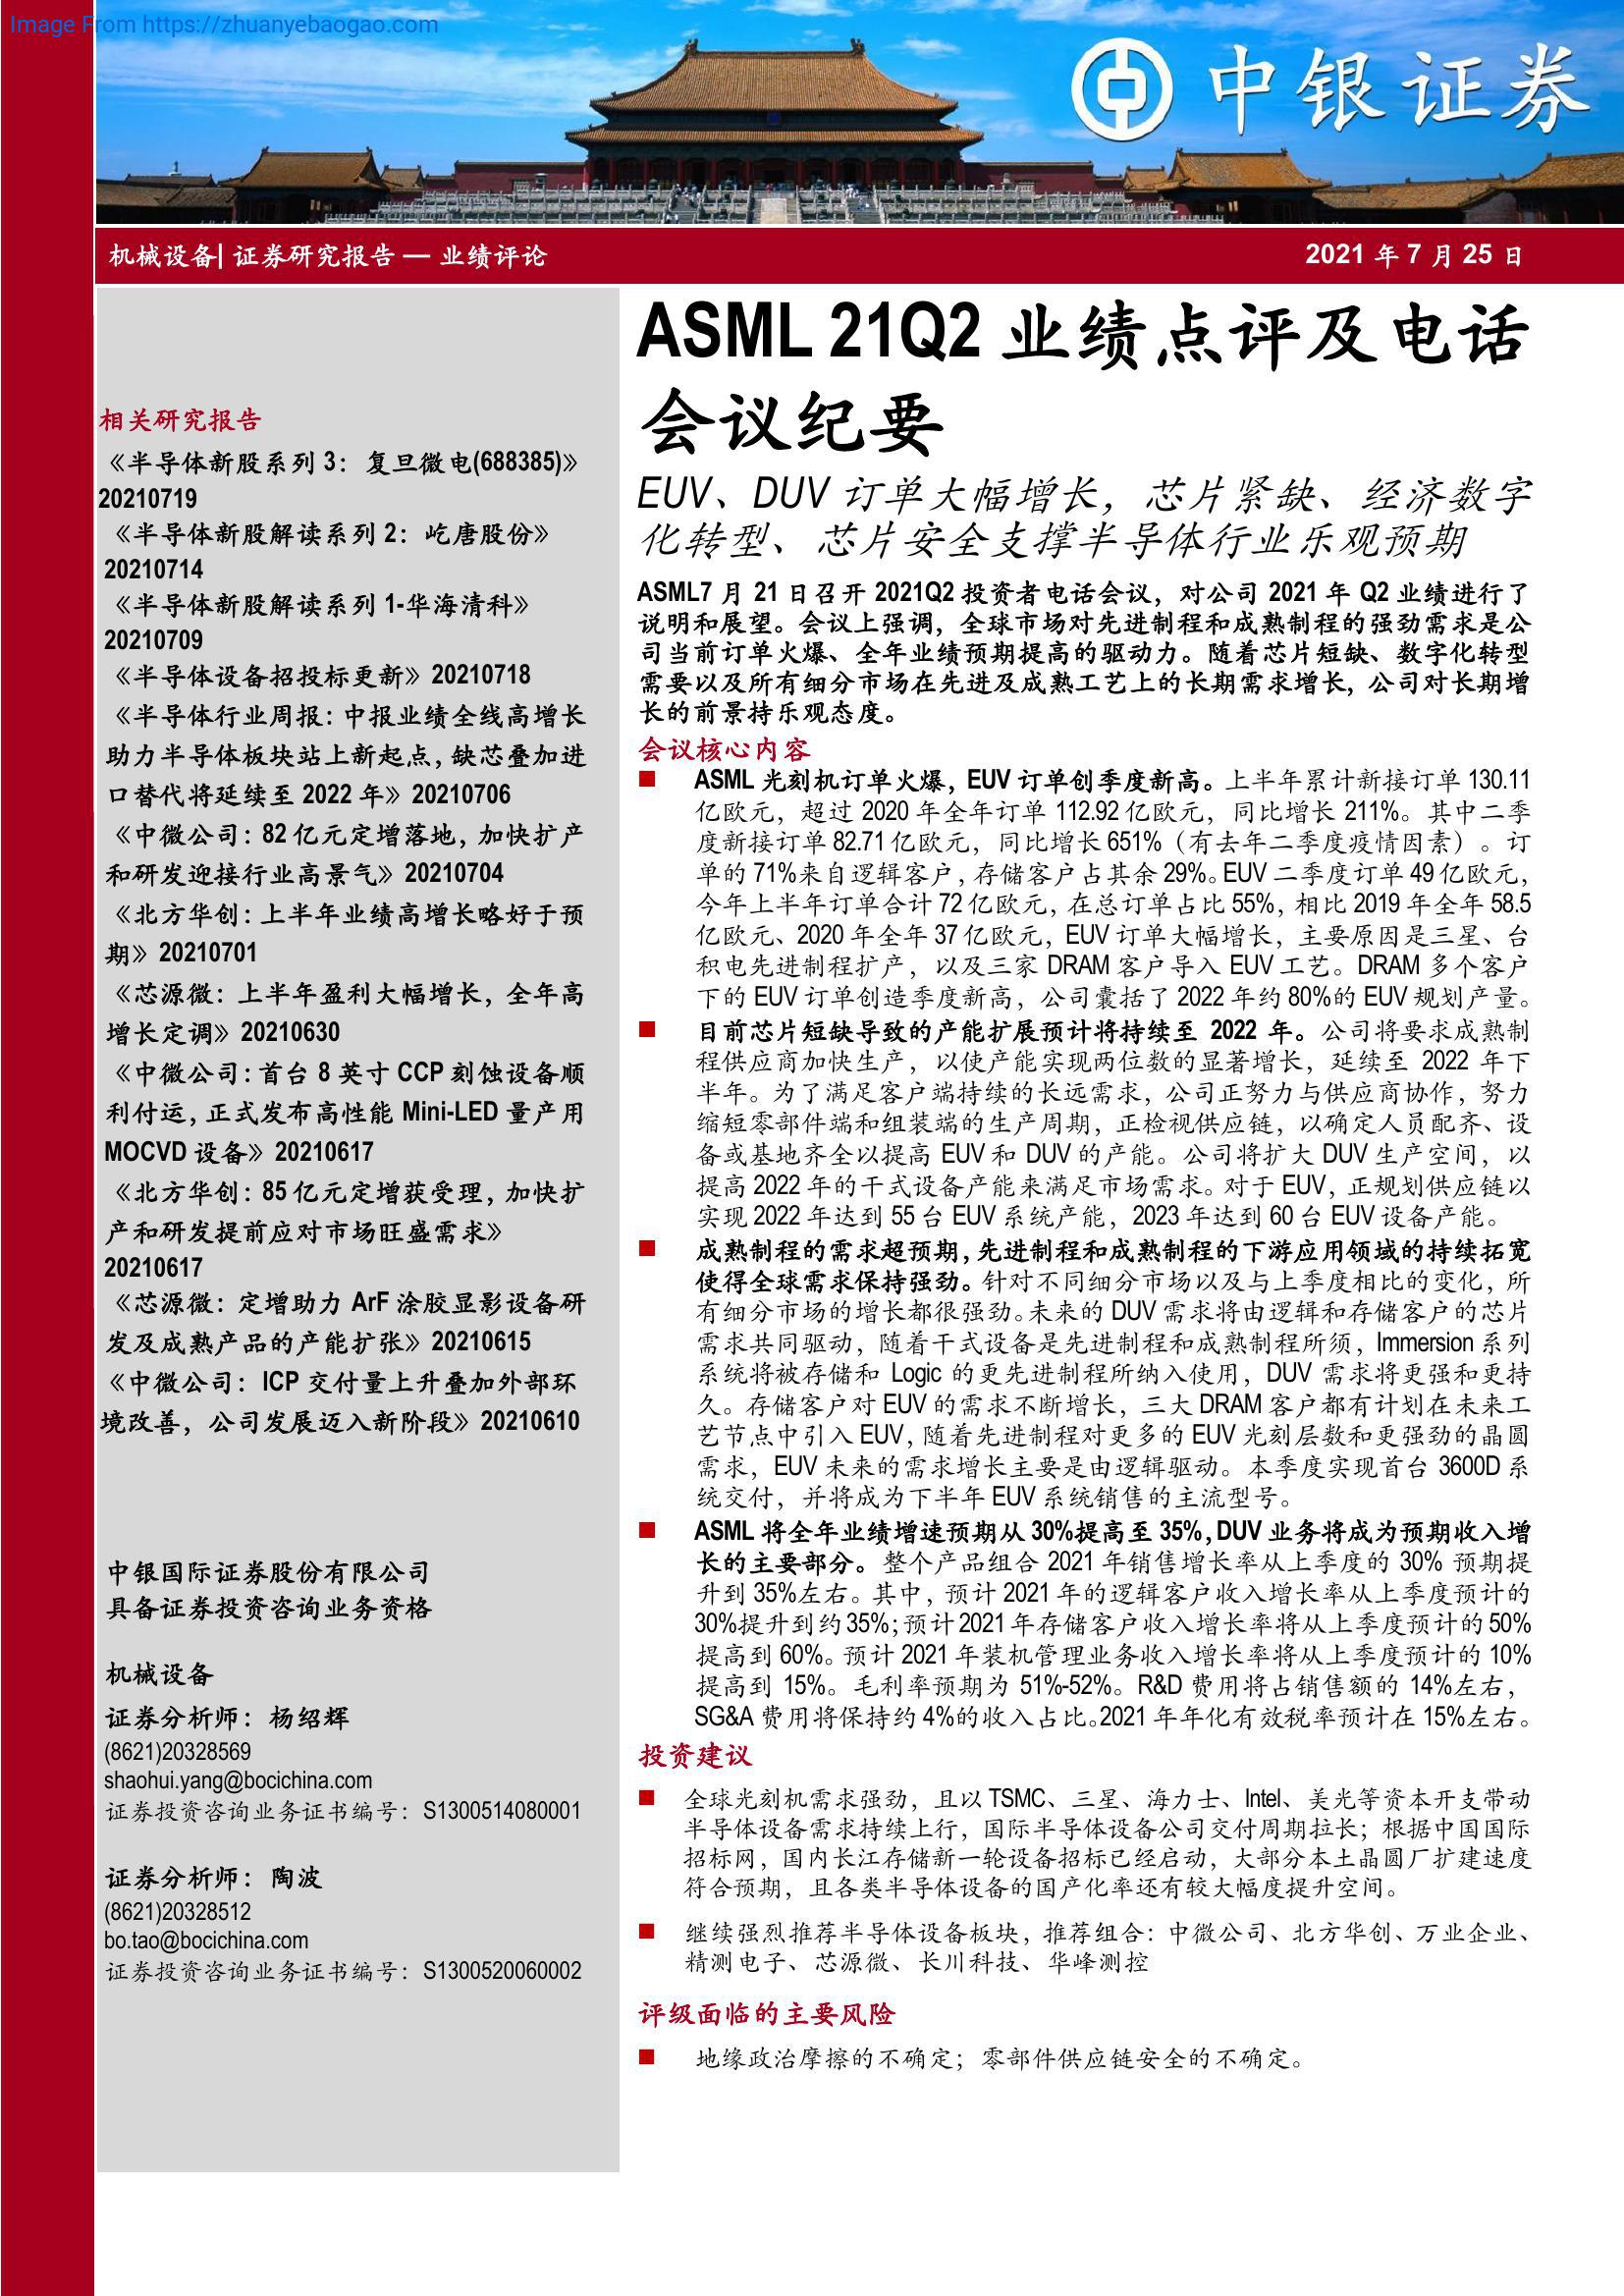 Image From https://zhuanyebaogao.com
中银证券
机械设备| 证券研究报告 — 业绩评论
2021 年 7 月 25 日
相关研究报告
《半导体新股系列 3：复旦微电(688385)》
20210719
《半导体新股解读系列 2：屹唐股份》
20210714
《半导体新股解读系列 1-华海清科》
20210709
《半导体设备招投标更新》20210718
《半导体行业周报：中报业绩全线高增长
助力半导体板块站上新起点，缺芯叠加进
口替代将延续至 2022 年》20210706
《中微公司：82 亿元定增落地，加快扩产
和研发迎接行业高景气》20210704
《北方华创：上半年业绩高增长略好于预
期》20210701
《芯源微：上半年盈利大幅增长，全年高
增长定调》20210630
《中微公司：首台 8 英寸 CCP 刻蚀设备顺
利付运，正式发布高性能 Mini-LED 量产用
MOCVD 设备》20210617
《北方华创：85 亿元定增获受理，加快扩
产和研发提前应对市场旺盛需求》
20210617
《芯源微：定增助力 ArF 涂胶显影设备研
发及成熟产品的产能扩张》20210615
《中微公司：ICP 交付量上升叠加外部环
境改善，公司发展迈入新阶段》20210610
中银国际证券股份有限公司
具备证券投资咨询业务资格
机械设备
证券分析师：杨绍辉
(8621)20328569
shaohui.yang@bocichina.com
证券投资咨询业务证书编号：S1300514080001
证券分析师：陶波
(8621)20328512
bo.tao@bocichina.com
证券投资咨询业务证书编号：S1300520060002
ASML 21Q2 业绩点评及电话
会议纪要
EUV、DUV 订单大幅增长，芯片紧缺、经济数字
化转型、芯片安全支撑半导体行业乐观预期
ASML7 月 21 日召开 2021Q2 投资者电话会议，对公司 2021 年 Q2 业绩进行了
说明和展望。会议上强调，全球市场对先进制程和成熟制程的强劲需求是公
司当前订单火爆、全年业绩预期提高的驱动力。随着芯片短缺、数字化转型
需要以及所有细分市场在先进及成熟工艺上的长期需求增长，公司对长期增
长的前景持乐观态度。
会议核心内容
■ ASML 光刻机订单火爆，EUV 订单创季度新高。上半年累计新接订单 130.11
亿欧元，超过 2020 年全年订单 112.92 亿欧元，同比增长 211%。其中二季
度新接订单 82.71 亿欧元，同比增长 651%（有去年二季度疫情因素）。订
单的 71%来自逻辑客户，存储客户占其余 29%。EUV 二季度订单 49 亿欧元，
今年上半年订单合计 72 亿欧元，在总订单占比 55%，相比 2019 年全年 58.5
亿欧元、2020 年全年 37 亿欧元，EUV 订单大幅增长，主要原因是三星、台
积电先进制程扩产，以及三家 DRAM 客户导入 EUV 工艺。DRAM 多个客户
下的 EUV 订单创造季度新高，公司囊括了 2022 年约 80%的 EUV 规划产量。
■ 目前芯片短缺导致的产能扩展预计将持续至 2022 年。公司将要求成熟制
程供应商加快生产，以使产能实现两位数的显著增长，延续至 2022 年下
半年。为了满足客户端持续的长远需求，公司正努力与供应商协作，努力
缩短零部件端和组装端的生产周期，正检视供应链，以确定人员配齐、设
备或基地齐全以提高 EUV 和 DUV 的产能。公司将扩大 DUV 生产空间，以
提高 2022 年的干式设备产能来满足市场需求。对于 EUV，正规划供应链以
实现 2022 年达到 55 台 EUV 系统产能，2023 年达到 60 台 EUV 设备产能。
■ 成熟制程的需求超预期，先进制程和成熟制程的下游应用领域的持续拓宽
使得全球需求保持强劲。针对不同细分市场以及与上季度相比的变化，所
有细分市场的增长都很强劲。未来的 DUV 需求将由逻辑和存储客户的芯片
需求共同驱动，随着干式设备是先进制程和成熟制程所须，Immersion 系列
系统将被存储和 Logic 的更先进制程所纳入使用，DUV 需求将更强和更持
久。存储客户对 EUV 的需求不断增长，三大 DRAM 客户都有计划在未来工
艺节点中引入 EUV，随着先进制程对更多的 EUV 光刻层数和更强劲的晶圆
需求，EUV 未来的需求增长主要是由逻辑驱动。本季度实现首台 3600D 系
统交付，并将成为下半年 EUV 系统销售的主流型号。
■ ASML 将全年业绩增速预期从 30%提高至 35%，DUV 业务将成为预期收入增
长的主要部分。整个产品组合 2021 年销售增长率从上季度的 30% 预期提
升到 35%左右。其中，预计 2021 年的逻辑客户收入增长率从上季度预计的
30%提升到约 35%；预计 2021 年存储客户收入增长率将从上季度预计的 50%
提高到 60%。预计 2021 年装机管理业务收入增长率将从上季度预计的 10%
提高到 15%。毛利率预期为 51%-52%。R&D 费用将占销售额的 14%左右，
SG&A 费用将保持约 4%的收入占比。2021 年年化有效税率预计在 15%左右。
投资建议
■ 全球光刻机需求强劲，且以 TSMC、三星、海力士、Intel、美光等资本开支带动
半导体设备需求持续上行，国际半导体设备公司交付周期拉长；根据中国国际
招标网，国内长江存储新一轮设备招标已经启动，大部分本土晶圆厂扩建速度
符合预期，且各类半导体设备的国产化率还有较大幅度提升空间。
■ 继续强烈推荐半导体设备板块，推荐组合：中微公司、北方华创、万业企业、
精测电子、芯源微、长川科技、华峰测控
评级面临的主要风险
■ 地缘政治摩擦的不确定；零部件供应链安全的不确定。